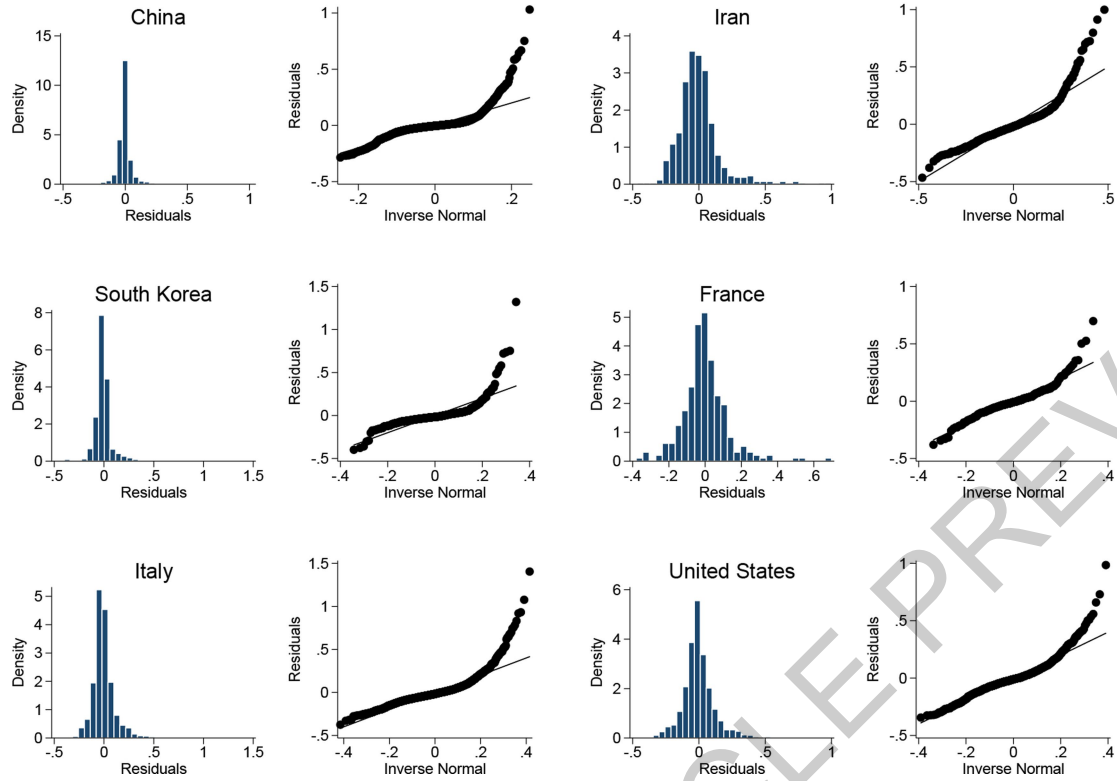 China
Density
15
10
5
0
-.5 0 .5 1
Residuals
Residuals
1
.5
0
-.5
-.2 0 .2
Inverse Normal
Iran
Density
4
3
2
1
0
-.5 0 .5 1
Residuals
Residuals
1
.5
0
-.5
-.5 0 .5
Inverse Normal
South Korea
Density
8
6
4
2
0
-.5 0 .5 1 1.5
Residuals
Residuals
1.5
1
.5
0
-.5
-.4 -.2 0 .2 .4
Inverse Normal
France
Density
5
4
3
2
1
0
-.4 -.2 0 .2 .4 .6
Residuals
Residuals
1
.5
0
-.5
-.4 -.2 0 .2 .4
Inverse Normal
Italy
Density
5
4
3
2
1
0
-.5 0 .5 1 1.5
Residuals
Residuals
1.5
1
.5
0
-.5
-.4 -.2 0 .2 .4
Inverse Normal
United States
Density
6
4
2
0
-.5 0 .5 1
Residuals
Residuals
1
.5
0
-.5
-.4 -.2 0 .2 .4
Inverse Normal
CLE PREV